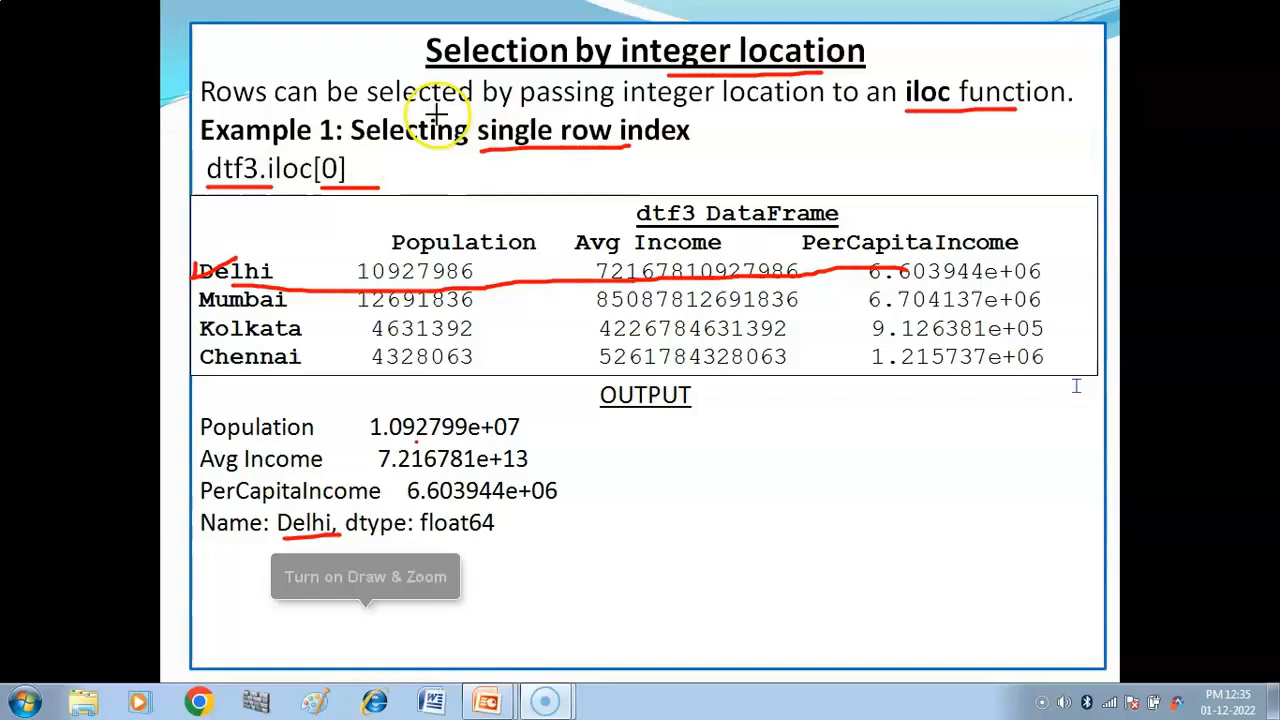 Selection by integer location
Rows can be selected by passing integer location to an iloc function.
Example 1: Selecting single row index
dtf3.iloc[0]
dtf3 DataFrame
Population Avg Income PerCapitaIncome
Delhi 10927986 72167810927986 6.603944e+06
Mumbai 12691836 85087812691836 6.704137e+06
Kolkata 4631392 4226784631392 9.126381e+05
Chennai 4328063 5261784328063 1.215737e+06
OUTPUT
Population 1.092799e+07
Avg Income 7.216781e+13
PerCapitaIncome 6.603944e+06
Name: Delhi, dtype: float64
Turn on Draw & Zoom
PM 12:35
01-12-2022